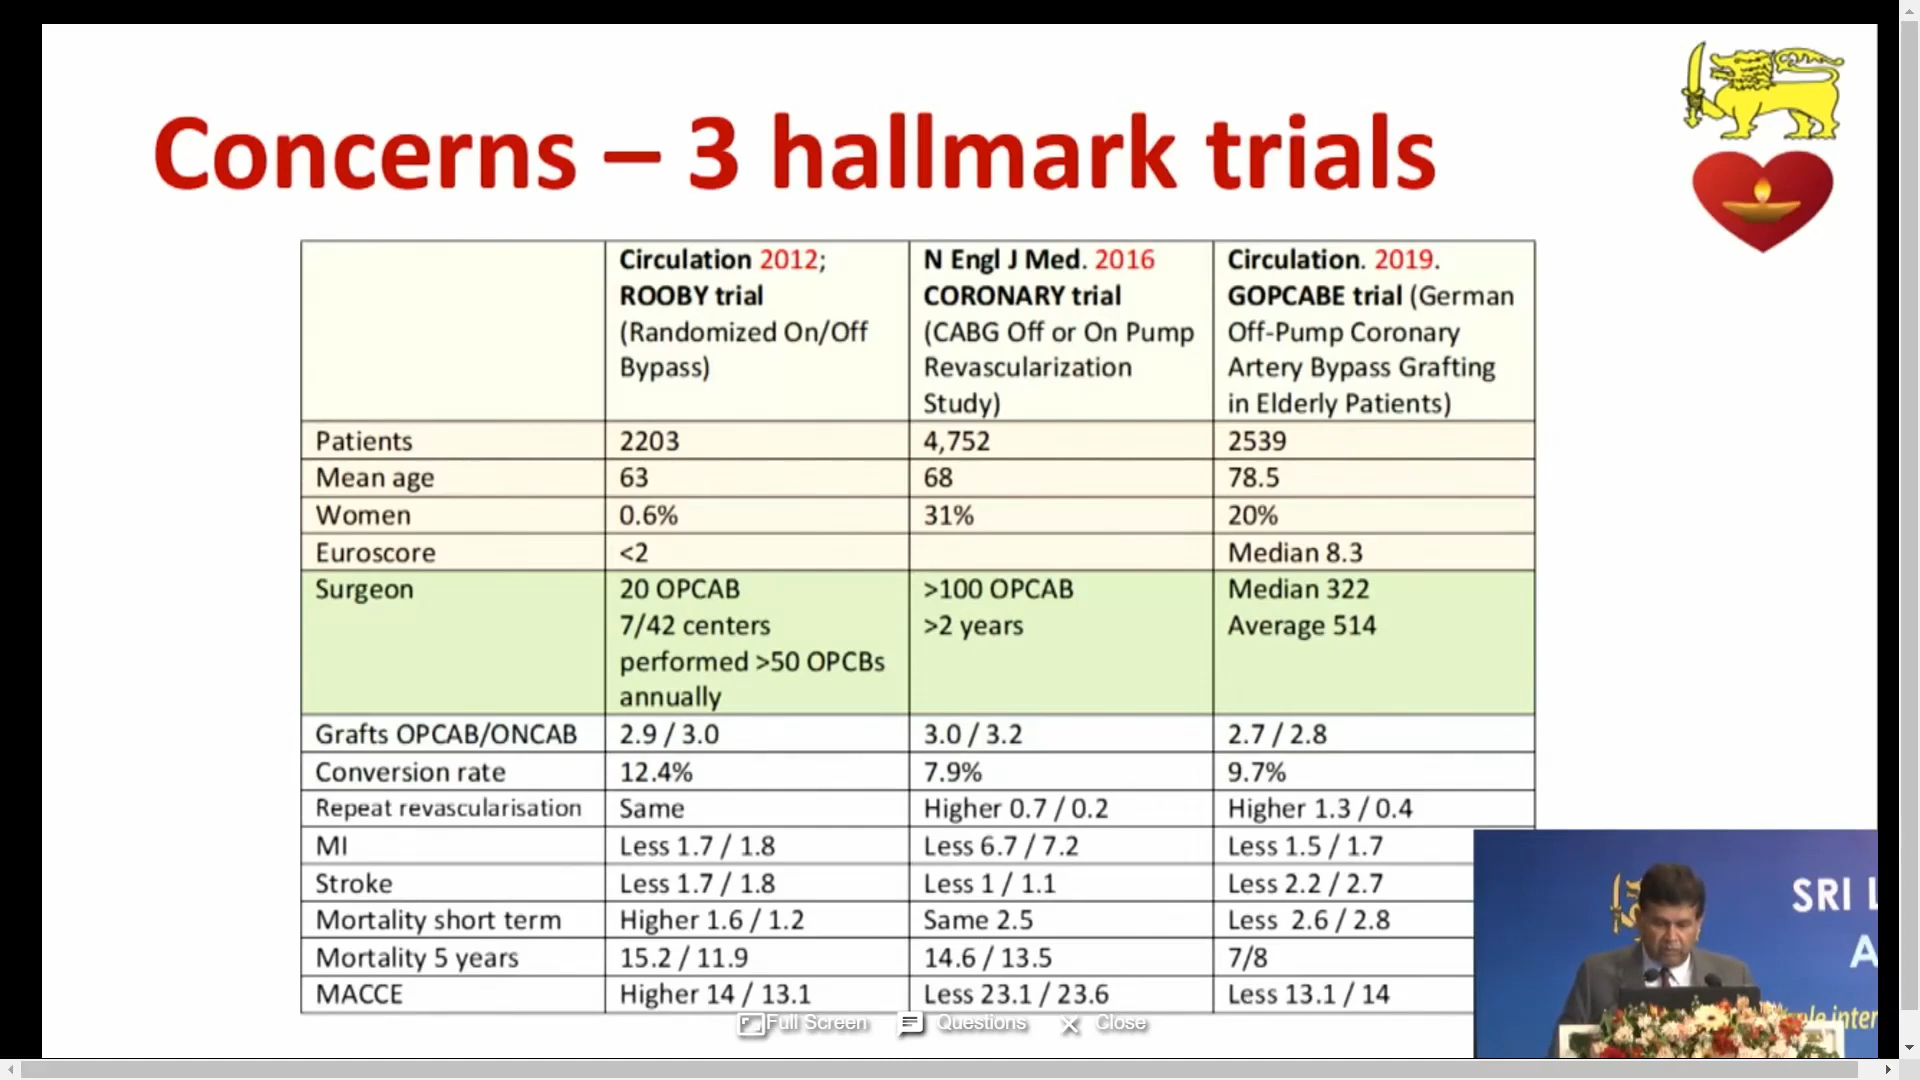 Concerns – 3 hallmark trials
Circulation 2012;
ROOBY trial
(Randomized On/Off
Bypass)
N Engl J Med. 2016
CORONARY trial
(CABG Off or On Pump
Revascularization
Study)
Circulation. 2019.
GOPCABE trial (German
Off-Pump Coronary
Artery Bypass Grafting
in Elderly Patients)
Patients 2203 4,752 2539
Mean age 63 68 78.5
Women 0.6% 31% 20%
Euroscore <2 Median 8.3
Surgeon
20 OPCAB
7/42 centers
performed >50 OPCBs
annually
>100 OPCAB
>2 years
Median 322
Average 514
Grafts OPCAB/ONCAB 2.9 / 3.0 3.0 / 3.2 2.7 / 2.8
Conversion rate 12.4% 7.9% 9.7%
Repeat revascularisation Same Higher 0.7 / 0.2 Higher 1.3 / 0.4
MI Less 1.7 / 1.8 Less 6.7 / 7.2 Less 1.5 / 1.7
Stroke Less 1.7 / 1.8 Less 1 / 1.1 Less 2.2 / 2.7
Mortality short term Higher 1.6 / 1.2 Same 2.5 Less 2.6 / 2.8
Mortality 5 years 15.2 / 11.9 14.6 / 13.5 7/8
MACCE Higher 14 / 13.1 Less 23.1 / 23.6 Less 13.1 / 14
SRI L
A
Full Screen Questions Close